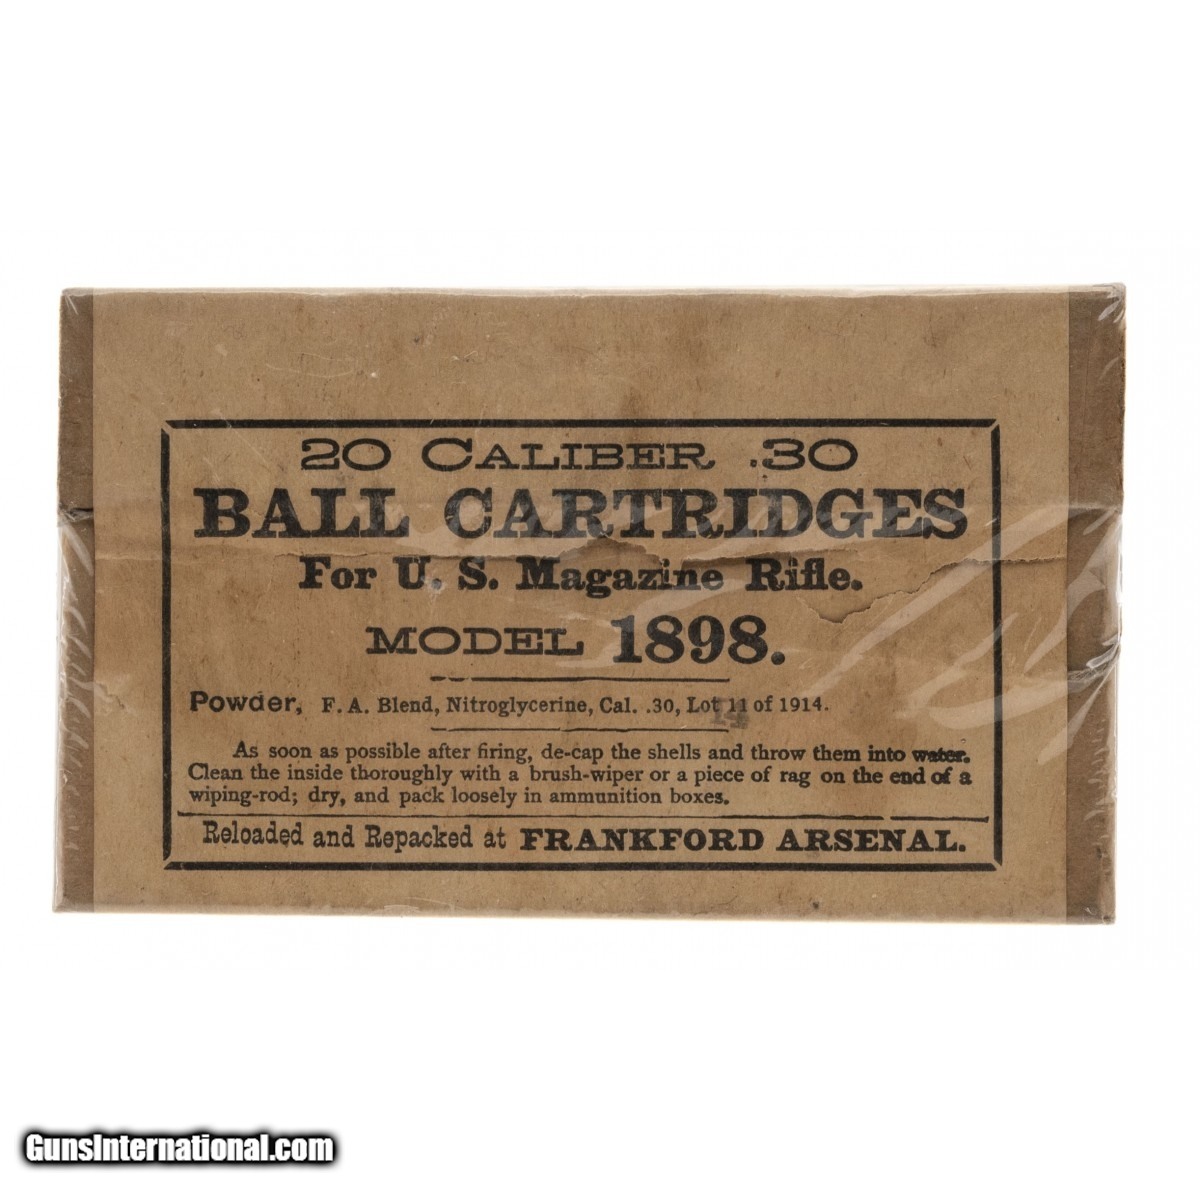 20 CALIBER .30
BALL CARTRIDGES
For U. S. Magazine Rifle.
MODEL 1898.
Powder, F. A. Blend, Nitroglycerine, Cal. .30, Lot 11 of 1914.
As soon as possible after firing, de-cap the shells and throw them into water.
Clean the inside thoroughly with a brush-wiper or a piece of rag on the end of a
wiping-rod; dry, and pack loosely in ammunition boxes.
Reloaded and Repacked at FRANKFORD ARSENAL.
GunsInternational.com